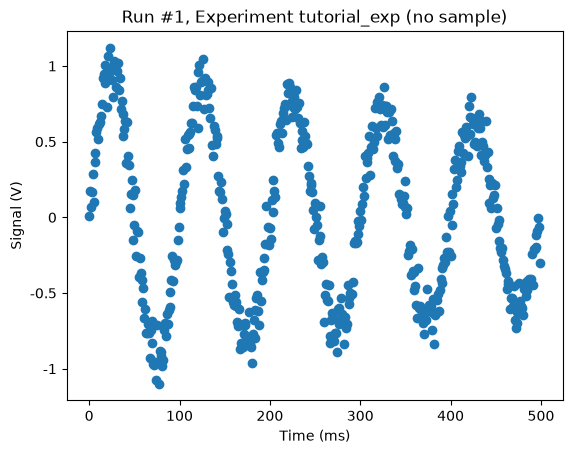 Run #1, Experiment tutorial_exp (no sample)
1
0.5
0
-0.5
-1
Signal (V)
0 100 200 300 400 500
Time (ms)